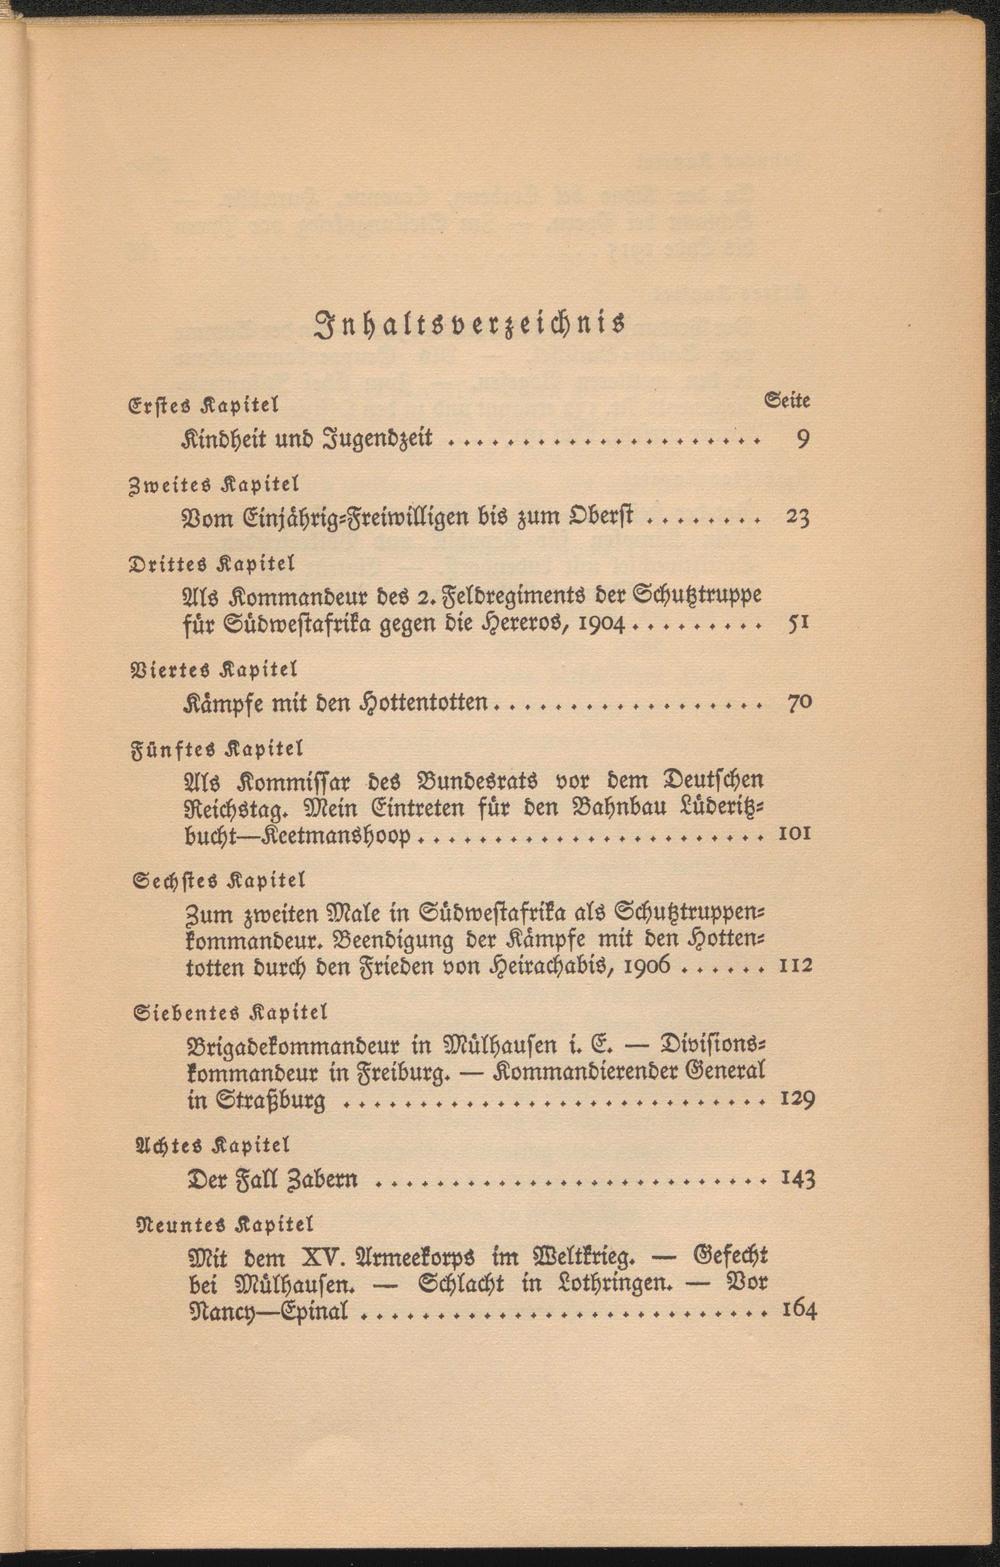 Inhaltsverzeichnis
Erstes Kapitel Seite
Kindheit und Jugendzeit ..................... 9
Zweites Kapitel
Vom Einjährig-Freiwilligen bis zum Oberst ........ 23
Drittes Kapitel
Als Kommandeur des 2. Feldregiments der Schutztruppe
für Südwestafrika gegen die Hereros, 1904......... 51
Viertes Kapitel
Kämpfe mit den Hottentotten.................. 70
Fünftes Kapitel
Als Kommissar des Bundesrats vor dem Deutschen
Reichstag. Mein Eintreten für den Bahnbau Lüderitz-
bucht—Keetmanshoop....................... 101
Sechstes Kapitel
Zum zweiten Male in Südwestafrika als Schutztruppen-
kommandeur. Beendigung der Kämpfe mit den Hotten-
totten durch den Frieden von Heirachabis, 1906 ...... 112
Siebentes Kapitel
Brigadekommandeur in Mülhausen i. E. — Divisions-
kommandeur in Freiburg. — Kommandierender General
in Straßburg ............................ 129
Achtes Kapitel
Der Fall Zabern .......................... 143
Neuntes Kapitel
Mit dem XV. Armeekorps im Weltkrieg. — Gefecht
bei Mülhausen. — Schlacht in Lothringen. — Vor
Nancy—Epinal ........................... 164